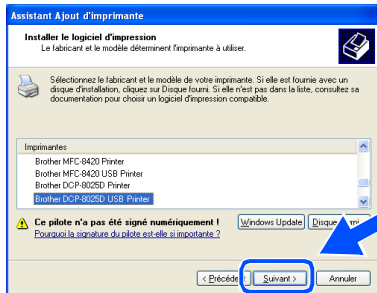 Assistant Ajout d'imprimante
Installer le logiciel d'impression
Le fabricant et le modèle déterminent l'imprimante à utiliser.
Sélectionnez le fabricant et le modèle de votre imprimante. Si elle est fournie avec un
disque d'installation, cliquez sur Disque fourni. Si elle n'est pas dans la liste, consultez sa
documentation pour choisir un logiciel d'impression compatible.
Imprimantes
Brother MFC-8420 Printer
Brother MFC-8420 USB Printer
Brother DCP-8025D Printer
Brother DCP-8025D USB Printer
Ce pilote n'a pas été signé numériquement !
Windows Update
Disque
Pourquoi la signature du pilote est-elle si importante ?
< Précéde
Suivant >
Annuler